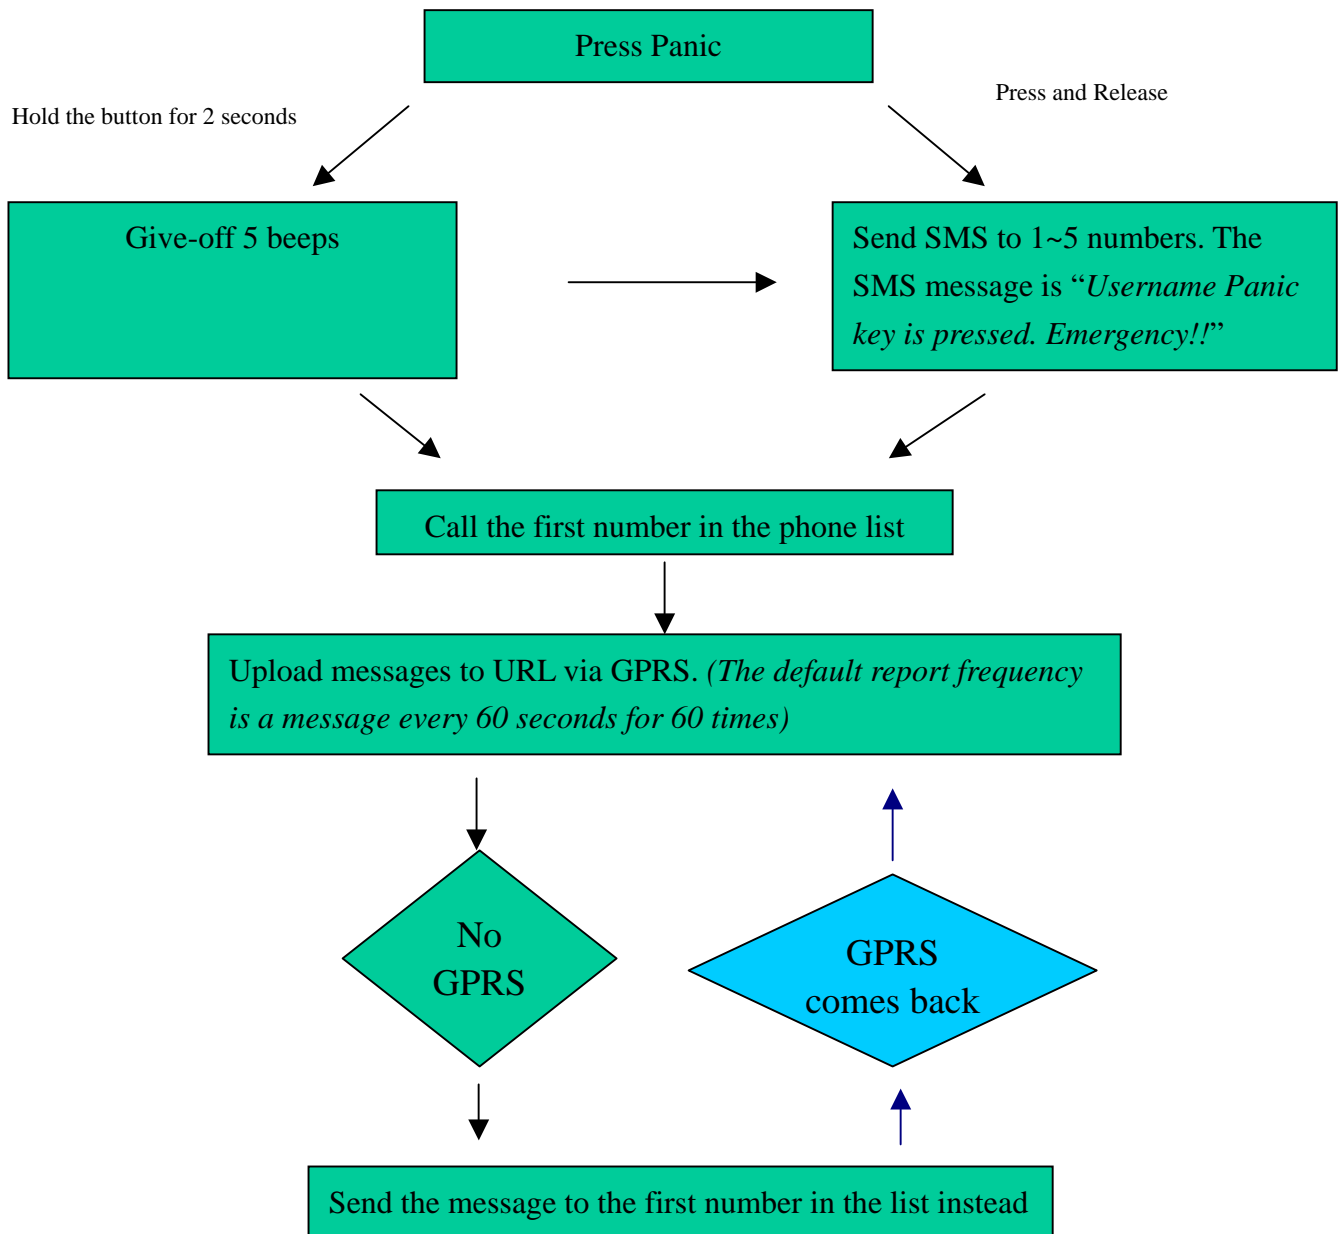 Press Panic
Hold the button for 2 seconds
Press and Release
Give-off 5 beeps
Send SMS to 1~5 numbers. The
SMS message is “Username Panic
key is pressed. Emergency!!”
Call the first number in the phone list
Upload messages to URL via GPRS. (The default report frequency
is a message every 60 seconds for 60 times)
No
GPRS
GPRS
comes back
Send the message to the first number in the list instead